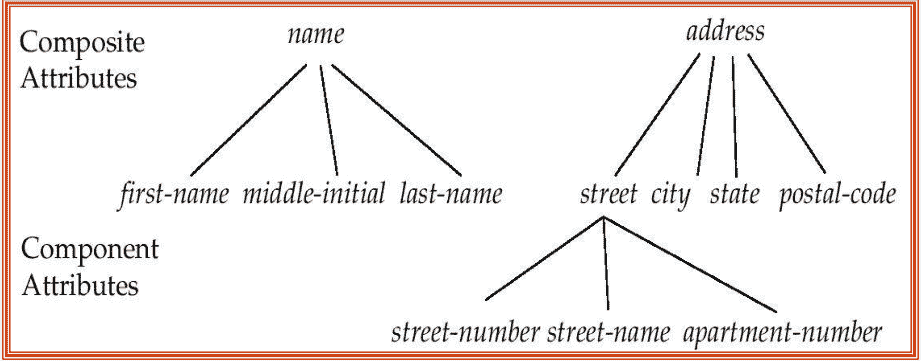 Composite
Attributes
name
address
first-name middle-initial last-name
street city state postal-code
Component
Attributes
street-number street-name apartment-number